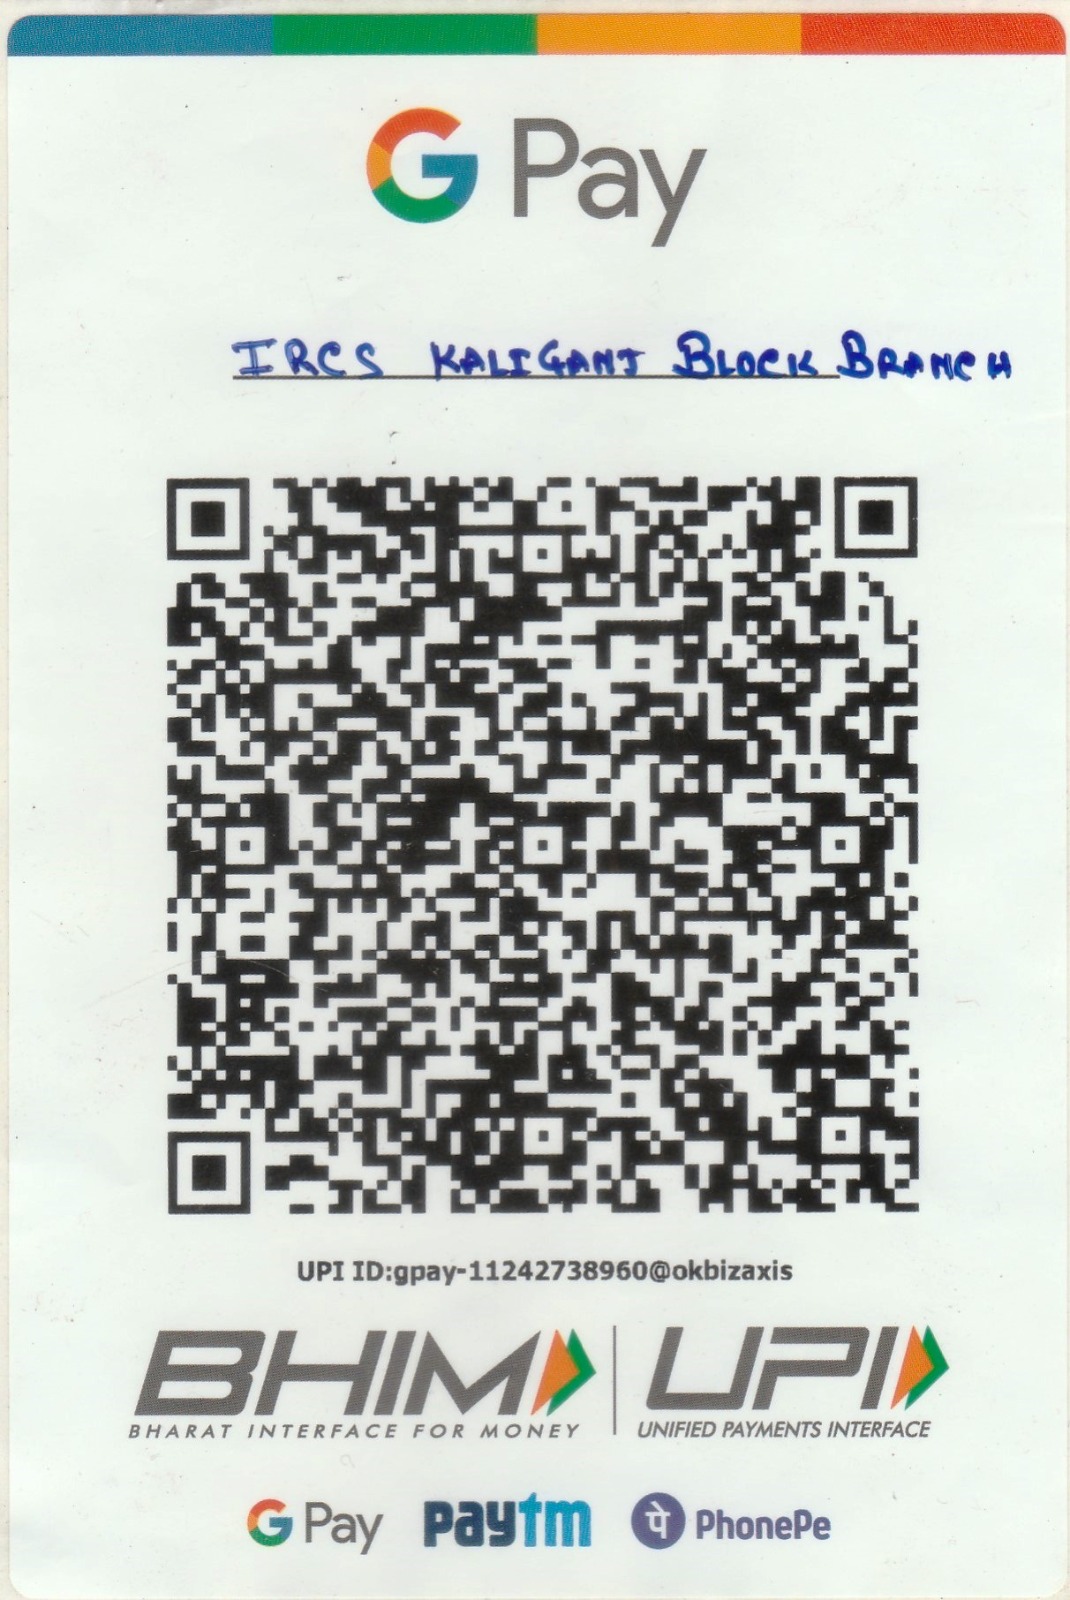 G Pay
IRCS KALIGANJ BLOCK BRANCH
UPI ID:gpay-11242738960@okbizaxis
BHIM UPI
BHARAT INTERFACE FOR MONEY UNIFIED PAYMENTS INTERFACE
G Pay paytm पे PhonePe